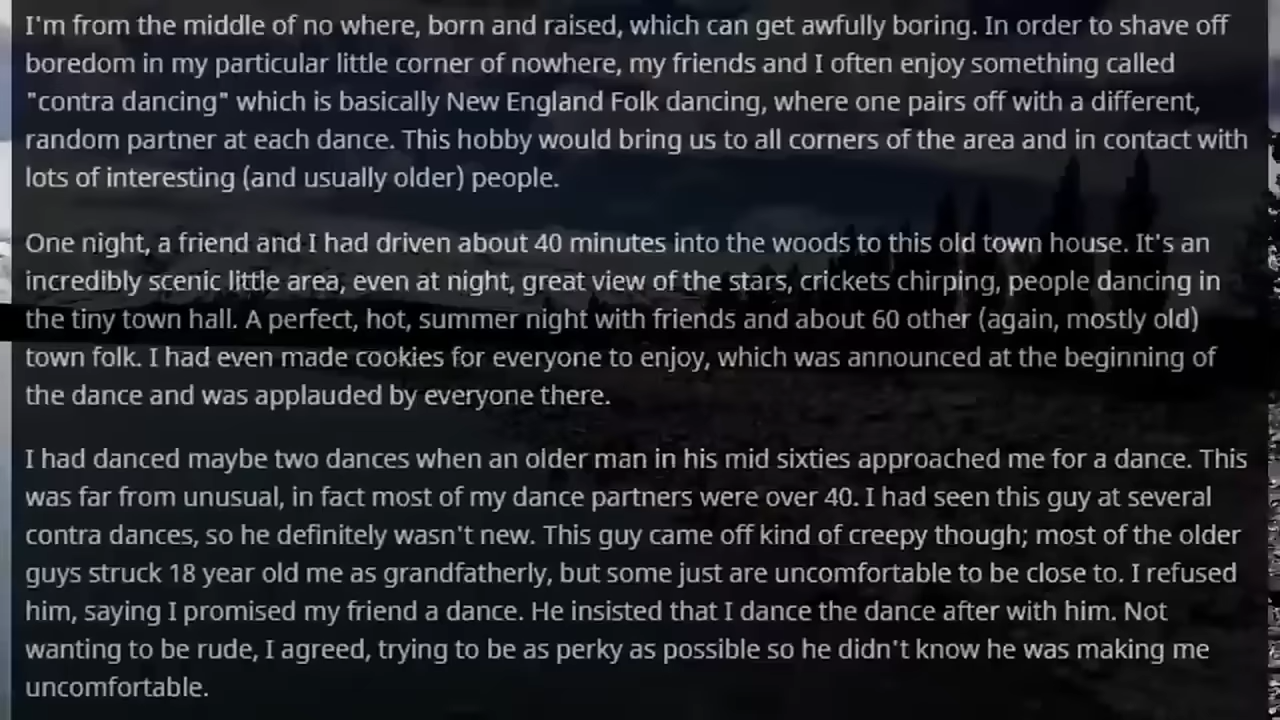 I'm from the middle of no where, born and raised, which can get awfully boring. In order to shave off
boredom in my particular little corner of nowhere, my friends and I often enjoy something called
"contra dancing" which is basically New England Folk dancing, where one pairs off with a different,
random partner at each dance. This hobby would bring us to all corners of the area and in contact with
lots of interesting (and usually older) people.
One night, a friend and I had driven about 40 minutes into the woods to this old town house. It's an
incredibly scenic little area, even at night, great view of the stars, crickets chirping, people dancing in
the tiny town hall. A perfect, hot, summer night with friends and about 60 other (again, mostly old)
town folk. I had even made cookies for everyone to enjoy, which was announced at the beginning of
the dance and was applauded by everyone there.
I had danced maybe two dances when an older man in his mid sixties approached me for a dance. This
was far from unusual, in fact most of my dance partners were over 40. I had seen this guy at several
contra dances, so he definitely wasn't new. This guy came off kind of creepy though; most of the older
guys struck 18 year old me as grandfatherly, but some just are uncomfortable to be close to. I refused
him, saying I promised my friend a dance. He insisted that I dance the dance after with him. Not
wanting to be rude, I agreed, trying to be as perky as possible so he didn't know he was making me
uncomfortable.